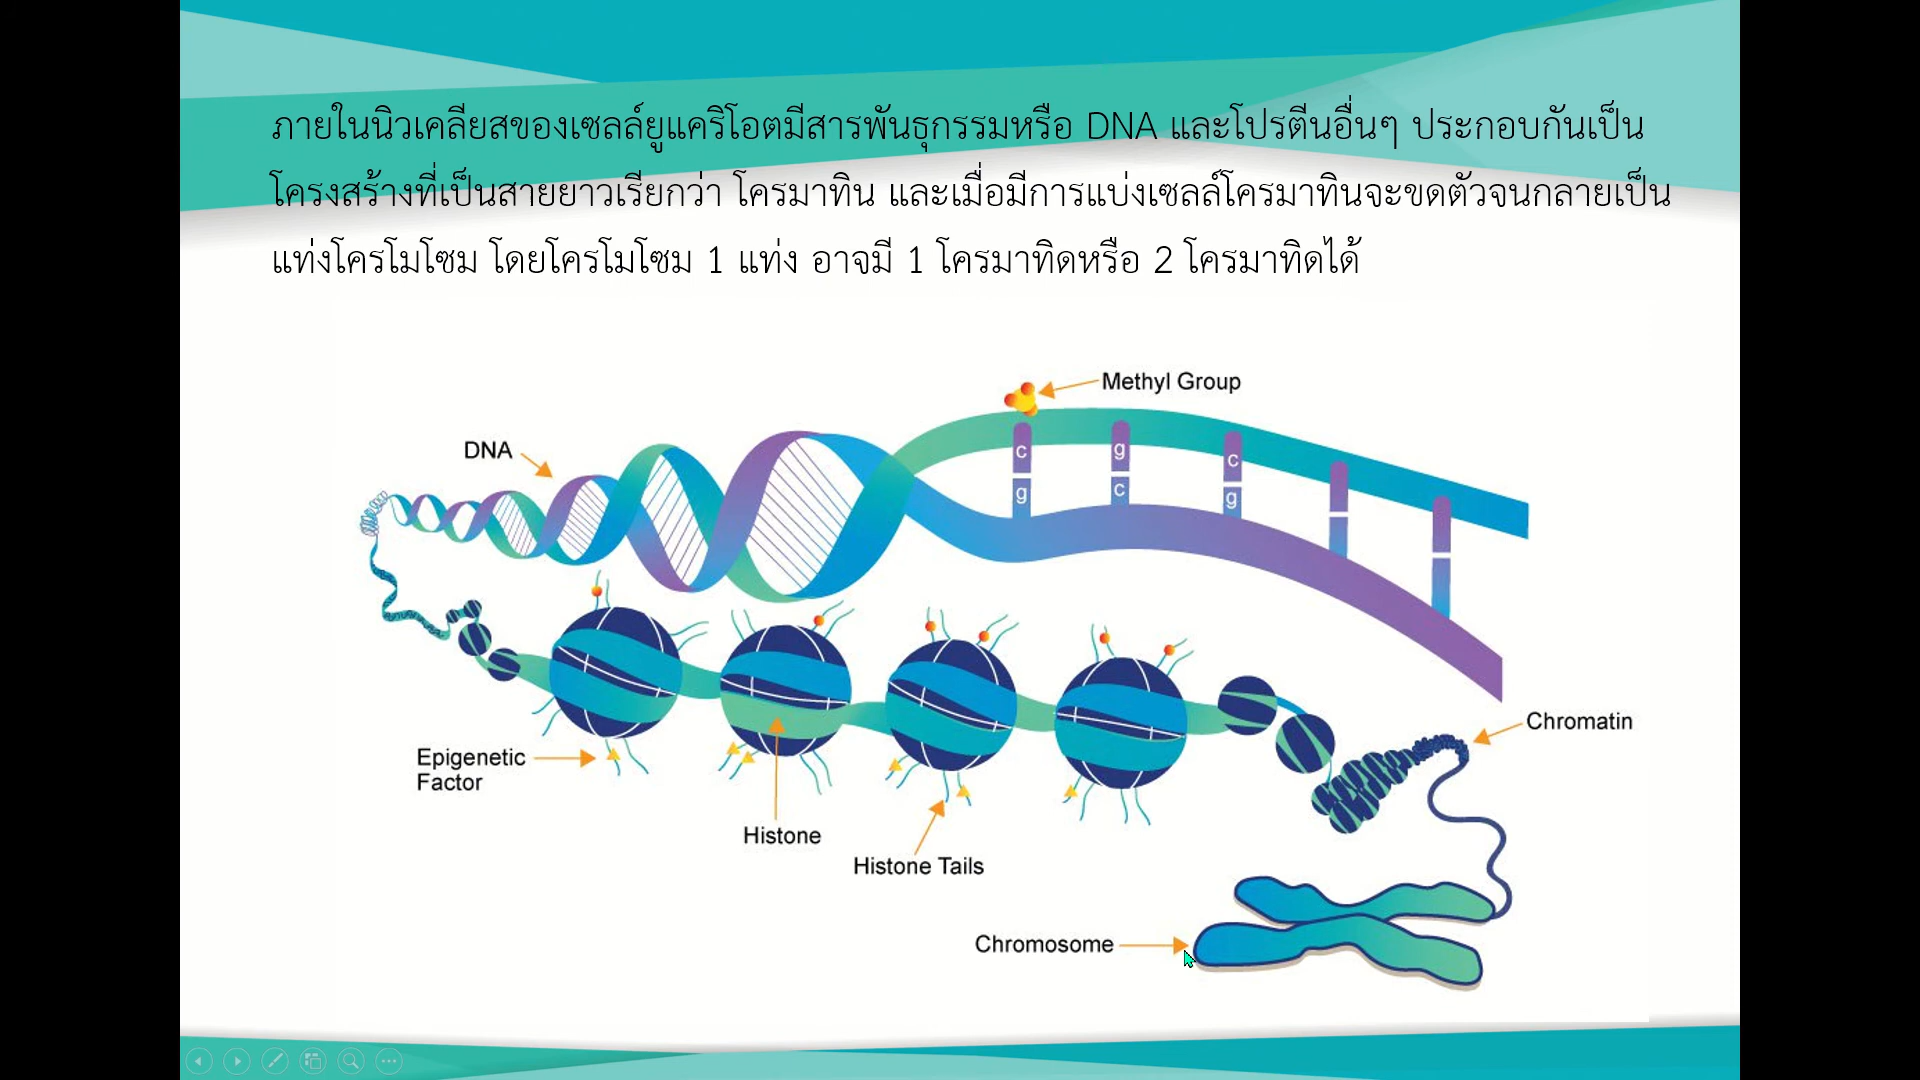 ภายในนิวเคลียสของเซลล์ยูแคริโอตมีสารพันธุกรรมหรือ DNA และโปรตีนอื่นๆ ประกอบกันเป็น
โครงสร้างที่เป็นสายยาวเรียกว่า โครมาทิน และเมื่อมีการแบ่งเซลล์โครมาทินจะขดตัวจนกลายเป็น
แท่งโครโมโซม โดยโครโมโซม 1 แท่ง อาจมี 1 โครมาทิดหรือ 2 โครมาทิดได้
Methyl Group
DNA
c g c
g c g
Chromatin
Epigenetic
Factor
Histone
Histone Tails
Chromosome